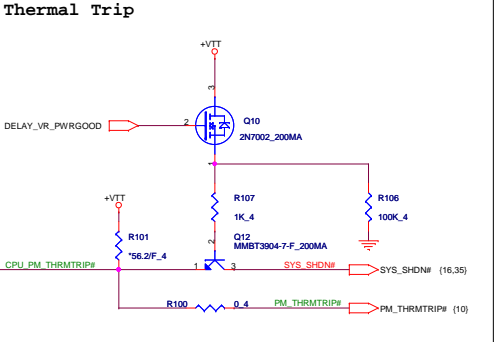 Thermal Trip
+VTT
3
DELAY_VR_PWRGOOD
2
Q10
2N7002_200MA
1
R107
1K_4
R106
100K_4
+VTT
R101
*56.2/F_4
2
Q12
MMBT3904-7-F_200MA
CPU_PM_THRMTRIP#
1
3
SYS_SHDN#
SYS_SHDN# (16,35)
R100
0_4
PM_THRMTRIP#
PM_THRMTRIP# (10)